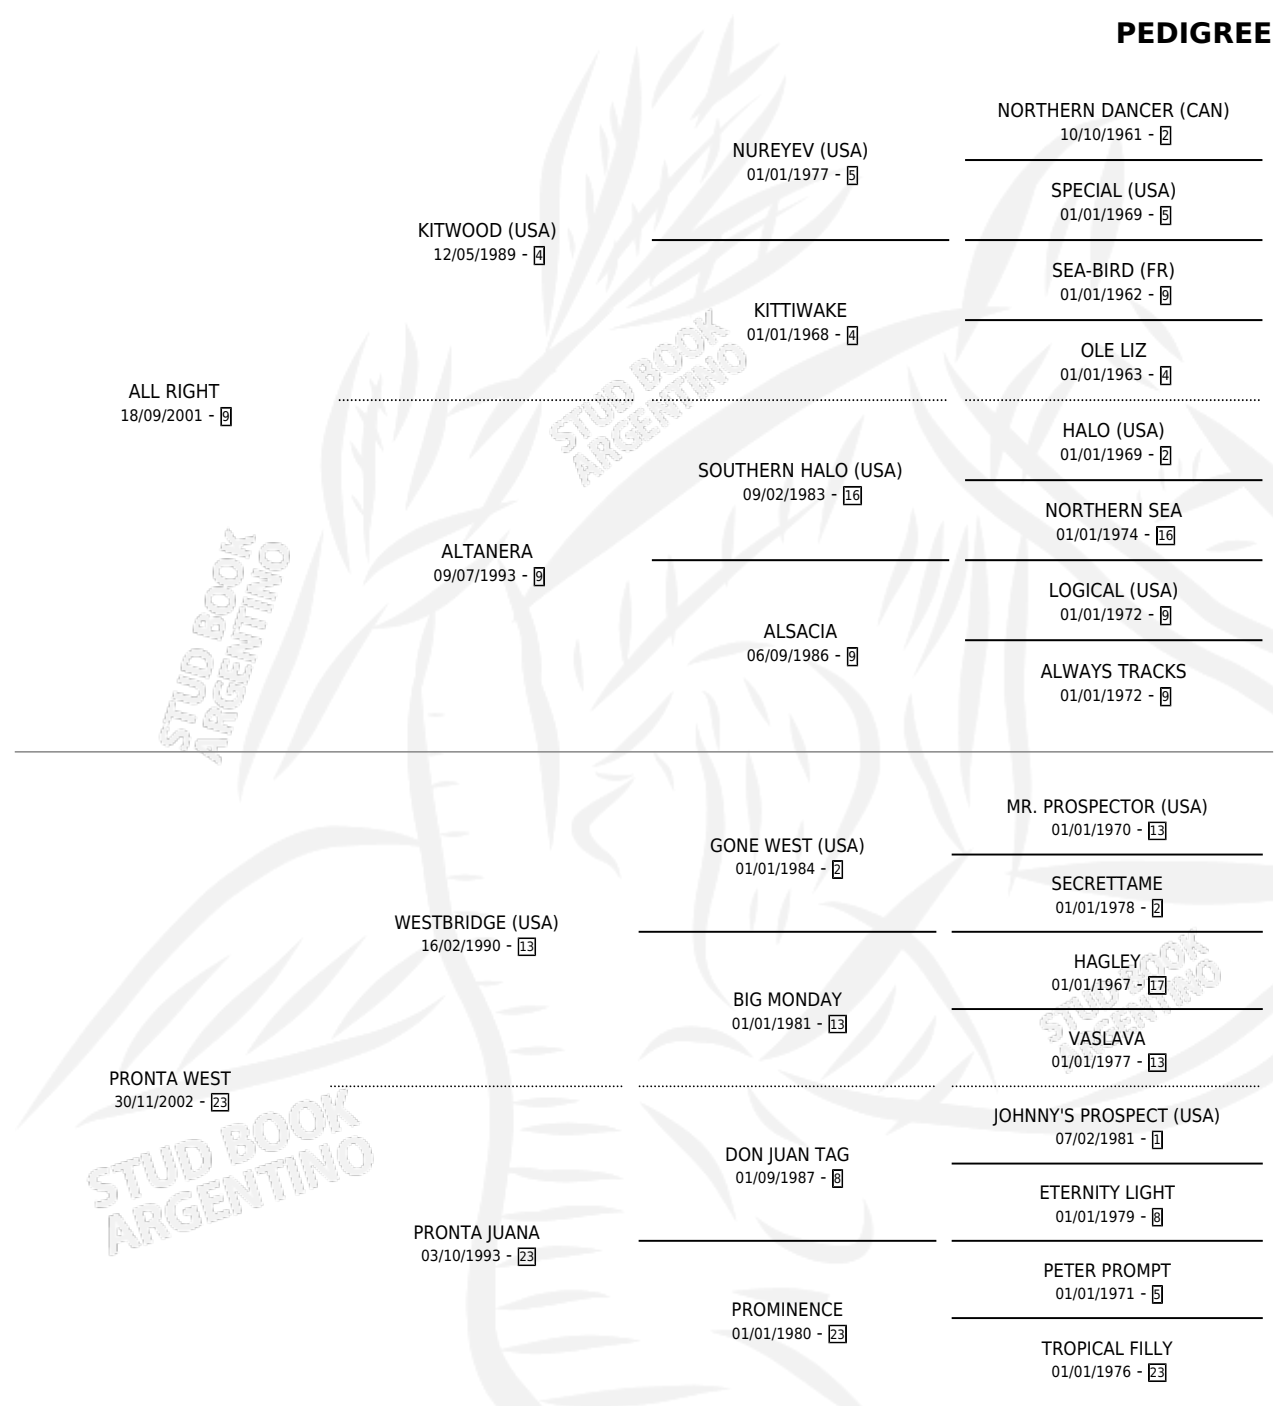 PEDIGREE
NORTHERN DANCER (CAN)
10/10/1961 - 2
NUREYEV (USA)
01/01/1977 - 5
SPECIAL (USA)
01/01/1969 - 5
KITWOOD (USA)
12/05/1989 - 4
SEA-BIRD (FR)
01/01/1962 - 9
KITTIWAKE
01/01/1968 - 4
OLE LIZ
01/01/1963 - 4
ALL RIGHT
18/09/2001 - 9
HALO (USA)
01/01/1969 - 2
SOUTHERN HALO (USA)
09/02/1983 - 16
NORTHERN SEA
01/01/1974 - 16
ALTANERA
09/07/1993 - 9
LOGICAL (USA)
01/01/1972 - 9
ALSACIA
06/09/1986 - 9
ALWAYS TRACKS
01/01/1972 - 9
MR. PROSPECTOR (USA)
01/01/1970 - 13
GONE WEST (USA)
01/01/1984 - 2
SECRETTAME
01/01/1978 - 2
WESTBRIDGE (USA)
16/02/1990 - 13
HAGLEY
01/01/1967 - 17
BIG MONDAY
01/01/1981 - 13
VASLAVA
01/01/1977 - 13
PRONTA WEST
30/11/2002 - 23
JOHNNY'S PROSPECT (USA)
07/02/1981 - 1
DON JUAN TAG
01/09/1987 - 8
ETERNITY LIGHT
01/01/1979 - 8
PRONTA JUANA
03/10/1993 - 23
PETER PROMPT
01/01/1971 - 5
PROMINENCE
01/01/1980 - 23
TROPICAL FILLY
01/01/1976 - 23
STUD BOOK
ARGENTINO
STUD BOOK
ARGENTINO
STUD BOOK
ARGENTINO
STUD BOOK
ARGENTINO